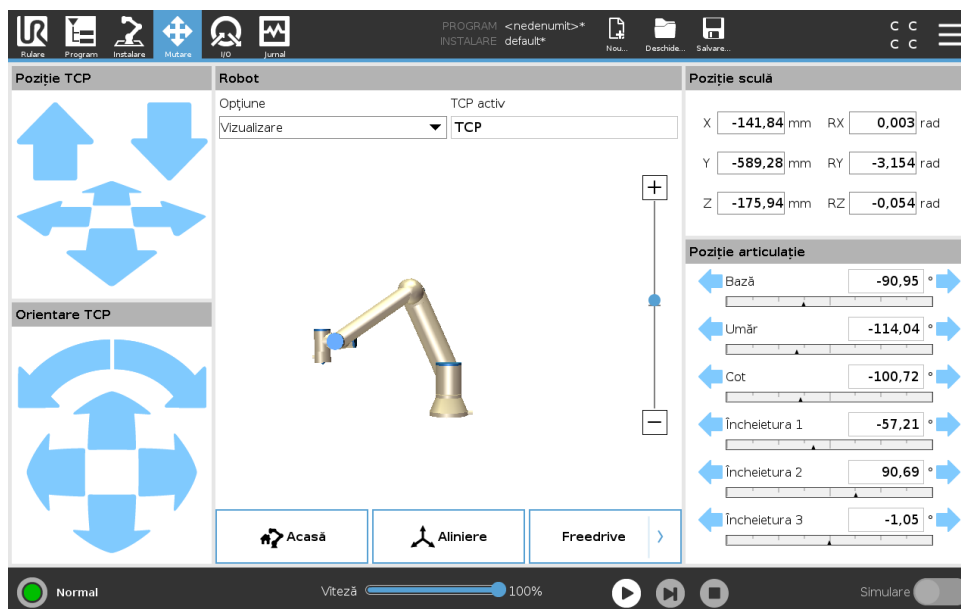 PROGRAM <nedenumit>*
INSTALARE default*
Rulare Program Instalare Mutare I/O Jurnal Nou... Deschide... Salvare...
C C
C C
Poziție TCP
Robot
Opțiune TCP activ
Vizualizare TCP
Poziție sculă
X -141,84 mm RX 0,003 rad
Y -589,28 mm RY -3,154 rad
Z -175,94 mm RZ -0,054 rad
Poziție articulație
Bază -90,95 °
Umăr -114,04 °
Cot -100,72 °
Încheietura 1 -57,21 °
Încheietura 2 90,69 °
Încheietura 3 -1,05 °
Orientare TCP
Acasă Aliniere Freedrive
Normal Viteză 100% Simulare